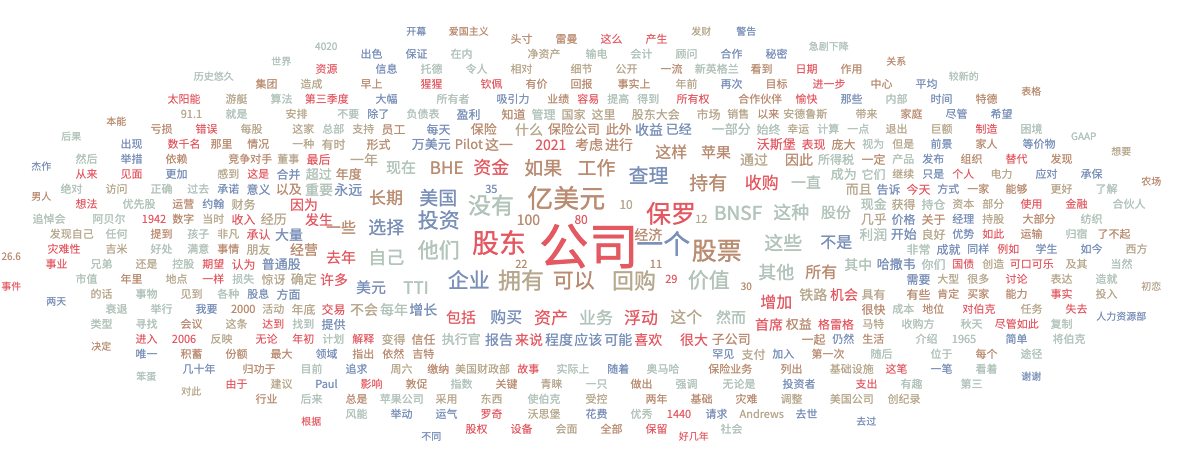 开幕 爱国主义 发财 警告
头寸 雷曼 这么 产生
4020 出色 保证 在内 净资产 输电 会计 顾问 合作 秘密 急剧下降
世界 资源 信息 托德 令人 相对 细节 公开 一流 新英格兰 看到 日期 作用 关系
历史悠久 集团 造成 早上 猩猩 钦佩 有价 回报 事实上 年前 再次 目标 进一步 中心 平均 较新的
太阳能 游艇 算法 第三季度 大幅 所有者 吸引力 业绩 容易 提高 得到 所有权 合作伙伴 愉快 那些 内部 时间 特德 表格
91.1 就是 安排 不要 除了 负债表 盈利 知道 管理 国家 这里 股东大会 市场 销售 以来 安德鲁斯 带来 家庭 尽管 希望
本能 亏损 错误 每股 这家 总部 支持 员工 每天 保险 什么 保险公司 此外 收益 已经 一部分 始终 幸运 计算 一点 退出 巨额 制造 困境 GAAP
后果 出现 数千名 那里 情况 一种 有时 形式 万美元 Pilot 这一 2021 考虑 进行 沃斯堡 表现 庞大 视为 但是 前景 家人 等价物 想要
然后 举措 依赖 竞争对手 董事 最后 一年 现在 BHE 资金 如果 工作 这样 苹果 通过 因此 所得税 一定 产品 发布 组织 替代 发现
杰作 从来 见面 更加 感到 这是 合并 超过 年度 查理 持有 收购 一直 成为 它们 继续 只是 个人 电力 应对 承保 农场
男人 绝对 访问 正确 过去 承诺 意义 以及 重要 永远 长期 美国 35 没有 亿美元 10 保罗 12 BNSF 这种 股份 而且 告诉 今天 方式 一家 能够 更好 了解
想法 优先股 运营 约翰 财务 因为 现金 获得 持仓 资本 部分 使用 金融 合伙人
追悼会 阿贝尔 1942 数字 当时 收入 经历 发生 一些 选择 投资 100 80 几乎 价格 关于 经理 持股 大部分 纺织
发现自己 任何 提到 孩子 非凡 承认 大量 他们 股东 公司 经济 一个 股票 这些 不是 利润 开始 良好 优势 如此 运输 归宿 了不起
26.6 灾难性 吉米 好处 满意 事情 朋友 经营 去年 自己 22 11 其他 所有 其中 非常 成就 同样 例如 学生 如今 西方
事业 兄弟 还是 控股 期望 认为 普通股 哈撒韦 你们 国债 创造 可口可乐 及其 当然
事件 市值 年里 地点 一样 损失 惊讶 确定 许多 美元 TTI 企业 拥有 可以 回购 29 价值 30 铁路 机会 具有 需要 大型 很多 讨论 表达 造就 初恋
两天 的话 事物 见到 各种 股息 方面 增加 有些 肯定 买家 能力 事实 投入
衰退 举行 我要 2000 活动 年底 交易 不会 每年 增长 包括 购买 资产 业务 浮动 这个 然而 首席 权益 格雷格 很快 成本 地位 对伯克 任务 失去 人力资源部
类型 寻找 会议 这条 达到 找到 提供 马特 收购方 秋天 尽管如此 复制
决定 进入 2006 反映 无论 年初 计划 解释 变得 信任 执行官 报告 来说 程度 应该 可能 喜欢 很大 子公司 一起 仍然 生活 介绍 1965 简单 将伯克
唯一 积蓄 份额 最大 领域 指出 依然 吉特 罕见 支付 加入 第一次 随后 位于 每个 途径
笨蛋 几十年 归功于 目前 追求 周六 缴纳 美国财政部 故事 实际上 随着 奥马哈 保险业务 列出 基础设施 这笔 一笔 看着 谢谢
对此 由于 建议 Paul 影响 敦促 指数 关键 青睐 一只 做出 强调 无论是 投资者 支出 有趣 第三
行业 后来 总是 苹果公司 采用 东西 使伯克 受控 两年 基础 灾难 调整 美国公司 创纪录
根据 风能 举动 运气 罗奇 沃思堡 花费 优秀 1440 请求 Andrews 去世 去过
不同 股权 设备 会面 全部 保留 好几年 社会